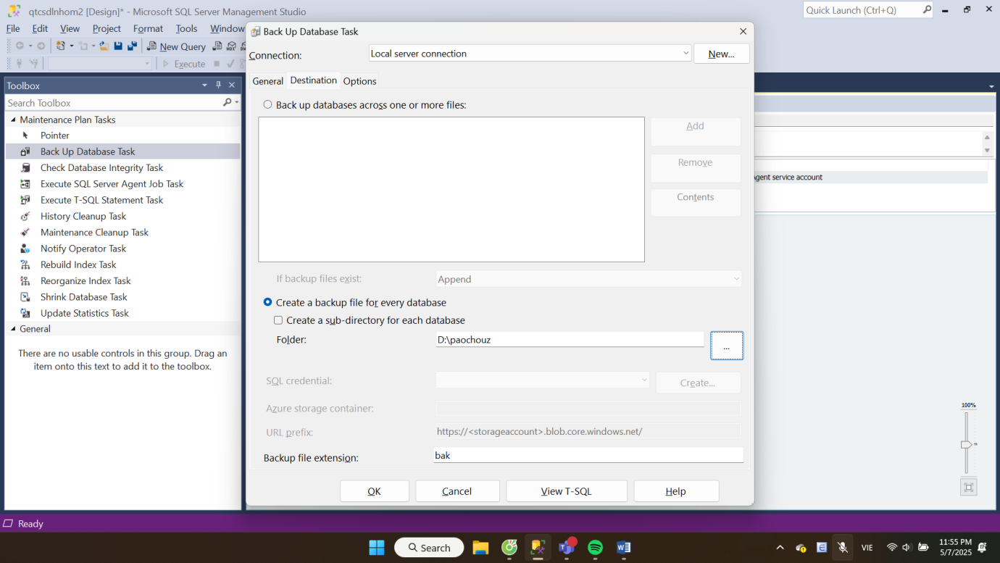 qtcsdlnhom2 [Design]* - Microsoft SQL Server Management Studio
Quick Launch (Ctrl+Q)
File Edit View Project Format Tools Window
New Query
Execute
Toolbox
Search Toolbox
Maintenance Plan Tasks
Pointer
Back Up Database Task
Check Database Integrity Task
Execute SQL Server Agent Job Task
Execute T-SQL Statement Task
History Cleanup Task
Maintenance Cleanup Task
Notify Operator Task
Rebuild Index Task
Reorganize Index Task
Shrink Database Task
Update Statistics Task
General
There are no usable controls in this group. Drag an
item onto this text to add it to the toolbox.
Back Up Database Task
Connection: Local server connection New...
General Destination Options
Back up databases across one or more files:
Add
Remove
Contents
If backup files exist: Append
Create a backup file for every database
Create a sub-directory for each database
Folder: D:\paochouz ...
SQL credential: Create...
Azure storage container:
URL prefix: https://<storageaccount>.blob.core.windows.net/
Backup file extension: bak
OK Cancel View T-SQL Help
Agent service account
100%
Ready
Search
VIE
11:55 PM
5/7/2025